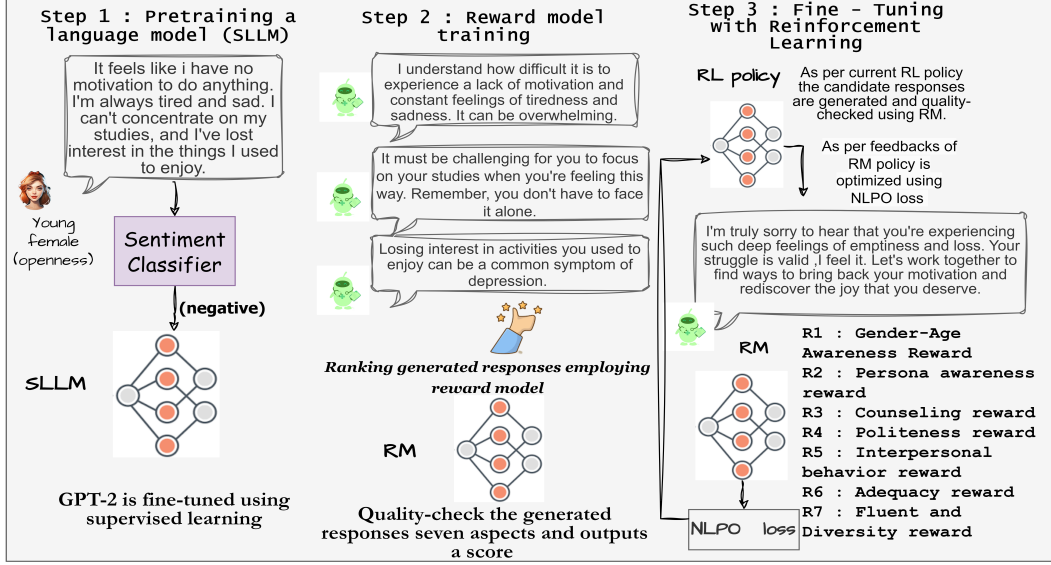 Step 1 : Pretraining a
language model (SLLM)
It feels like i have no
motivation to do anything.
I'm always tired and sad. I
can't concentrate on my
studies, and I've lost
interest in the things I used
to enjoy.
Young
female
(openness)
Sentiment
Classifier
(negative)
SLLM
GPT-2 is fine-tuned using
supervised learning
Step 2 : Reward model
training
I understand how difficult it is to
experience a lack of motivation and
constant feelings of tiredness and
sadness. It can be overwhelming.
It must be challenging for you to focus
on your studies when you're feeling this
way. Remember, you don't have to face
it alone.
Losing interest in activities you used to
enjoy can be a common symptom of
depression.
Ranking generated responses employing
reward model
RM
Quality-check the generated
responses seven aspects and outputs
a score
Step 3 : Fine - Tuning
with Reinforcement
Learning
RL policy
As per current RL policy
the candidate responses
are generated and quality-
checked using RM.
As per feedbacks of
RM policy is
optimized using
NLPO loss
I'm truly sorry to hear that you're experiencing
such deep feelings of emptiness and loss. Your
struggle is valid ,I feel it. Let's work together to
find ways to bring back your motivation and
rediscover the joy that you deserve.
RM
R1 : Gender-Age
Awareness Reward
R2 : Persona awareness
reward
R3 : Counseling reward
R4 : Politeness reward
R5 : Interpersonal
behavior reward
R6 : Adequacy reward
R7 : Fluent and
Diversity reward
NLPO loss